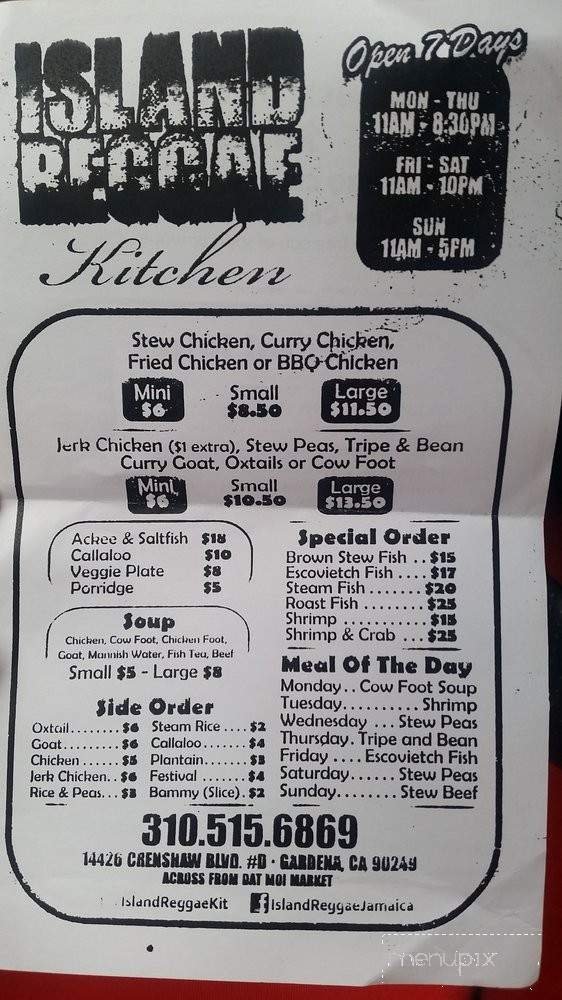 ISLAND
REGGAE
Kitchen
Open 7 Days
MON - THU
11AM - 8:30PM
FRI - SAT
11AM - 10PM
SUN
11AM - 5PM
Stew Chicken, Curry Chicken,
Fried Chicken or BBQ Chicken
Mini Small Large
$6 $8.50 $11.50
Jerk Chicken ($1 extra), Stew Peas, Tripe & Bean
Curry Goat, Oxtails or Cow Foot
Mini Small Large
$6 $10.50 $13.50
Ackee & Saltfish $18
Callaloo $10
Veggie Plate $8
Porridge $5
Soup
Chicken, Cow Foot, Chicken Foot,
Goat, Mannish Water, Fish Tea, Beef
Small $5 - Large $8
Side Order
Oxtail........$6 Steam Rice ....$2
Goat.........$6 Callaloo.......$4
Chicken .....$5 Plantain.......$3
Jerk Chicken..$6 Festival .......$4
Rice & Peas...$3 Bammy (Slice).$2
Special Order
Brown Stew Fish ..$15
Escovietch Fish ....$17
Steam Fish .......$20
Roast Fish ........$25
Shrimp ..........$15
Shrimp & Crab ...$25
Meal Of The Day
Monday..Cow Foot Soup
Tuesday..........Shrimp
Wednesday ...Stew Peas
Thursday.Tripe and Bean
Friday ....Escovietch Fish
Saturday......Stew Peas
Sunday........Stew Beef
310.515.6869
14426 CRENSHAW BLVD. #D · GARDENA, CA 90249
ACROSS FROM DAT MOI MARKET
IslandReggaeKit f IslandReggaeJamaica
menupix